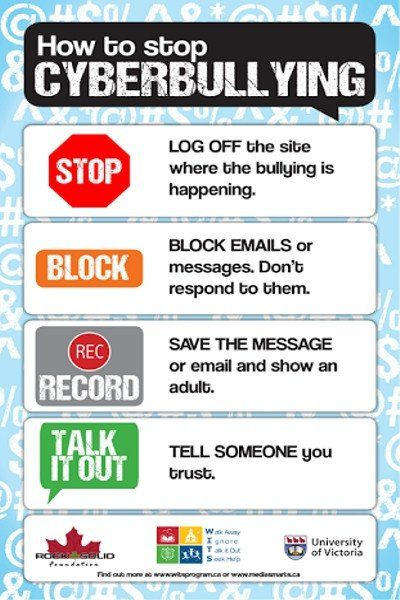 How to stop
CYBERBULLYING
STOP
LOG OFF the site
where the bullying is
happening.
BLOCK
BLOCK EMAILS or
messages. Don't
respond to them.
REC
RECORD
SAVE THE MESSAGE
or email and show an
adult.
TALK
IT OUT
TELL SOMEONE you
trust.
ROCK SOLID
Foundation
Walk Away
Ignore
Talk it Out
Seek Help
University
of Victoria
Find out more at www.witsprogram.ca or www.mediasmarts.ca